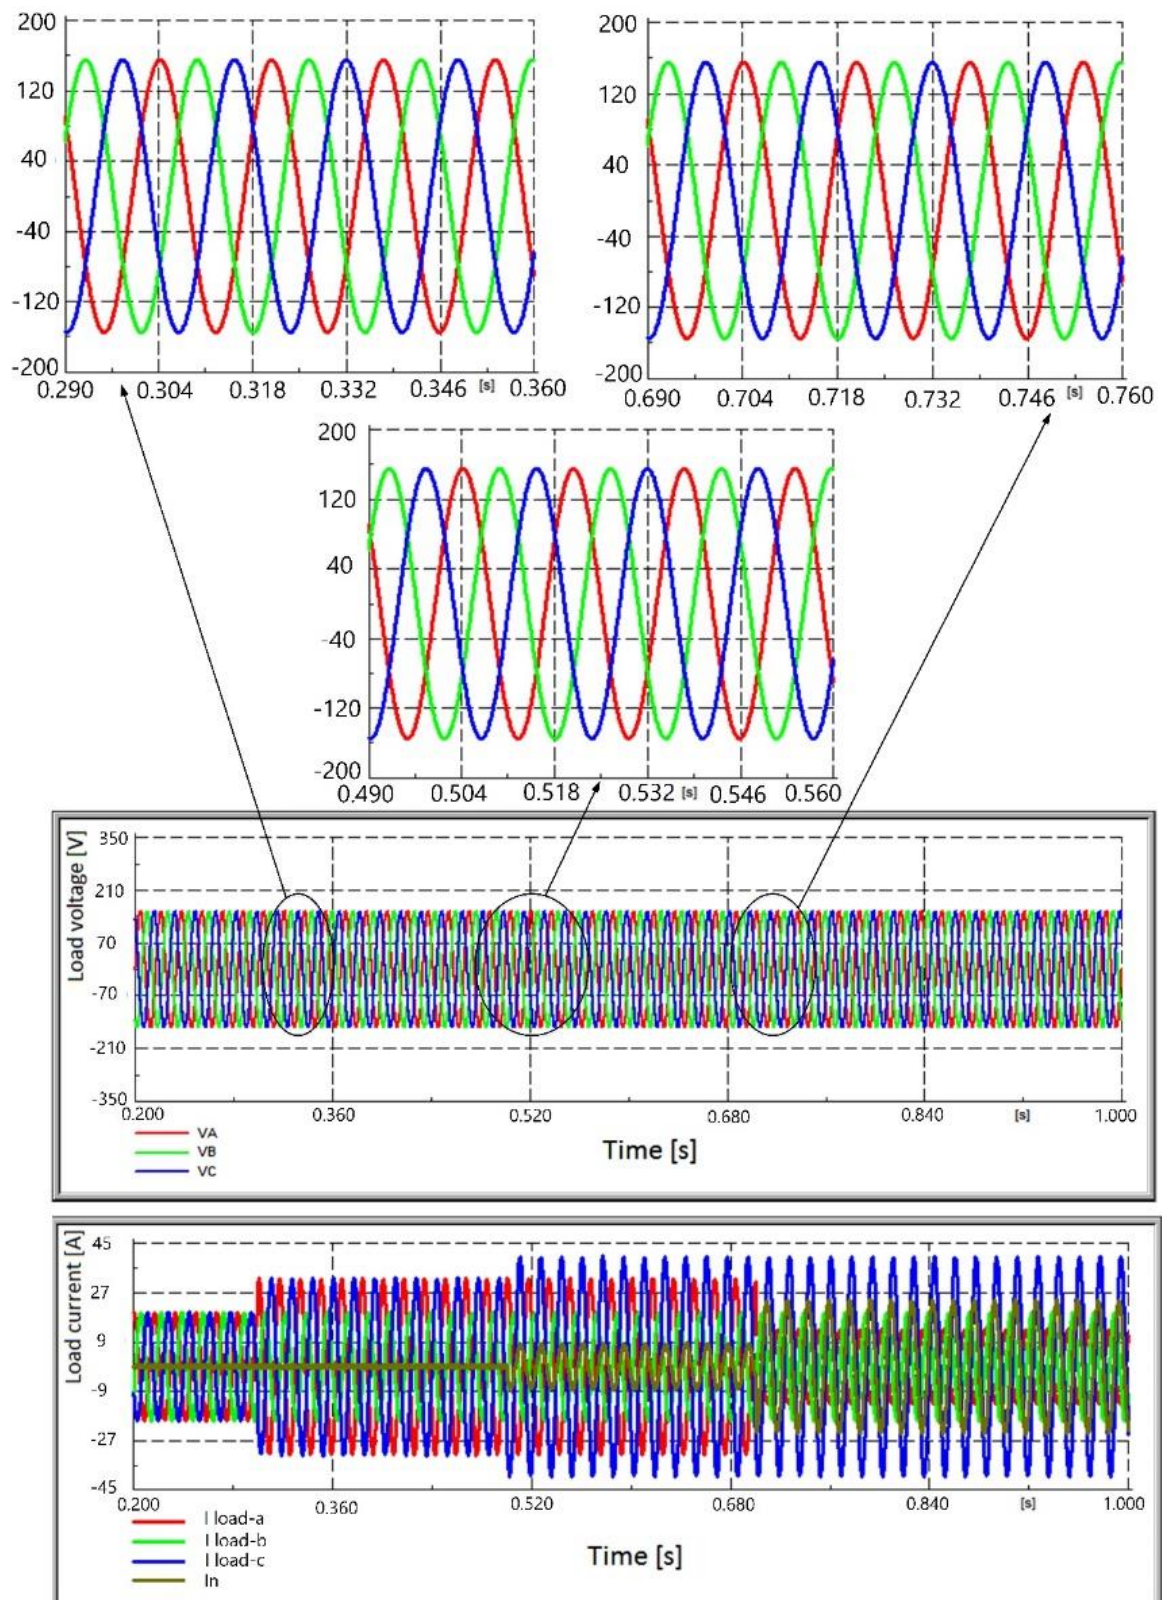 200
120
40
-40
-120
-200
0.290 0.304 0.318 0.332 0.346 [s] 0.360
200
120
40
-40
-120
-200
0.690 0.704 0.718 0.732 0.746 [s] 0.760
200
120
40
-40
-120
-200
0.490 0.504 0.518 0.532 [s] 0.546 0.560
Load voltage [V]
350
210
70
-70
-210
-350
0.200 0.360 0.520 0.680 0.840 [s] 1.000
Time [s]
VA
VB
VC
Load current [A]
45
27
9
-9
-27
-45
0.200 0.360 0.520 0.680 0.840 [s] 1.000
Time [s]
I load-a
I load-b
I load-c
In